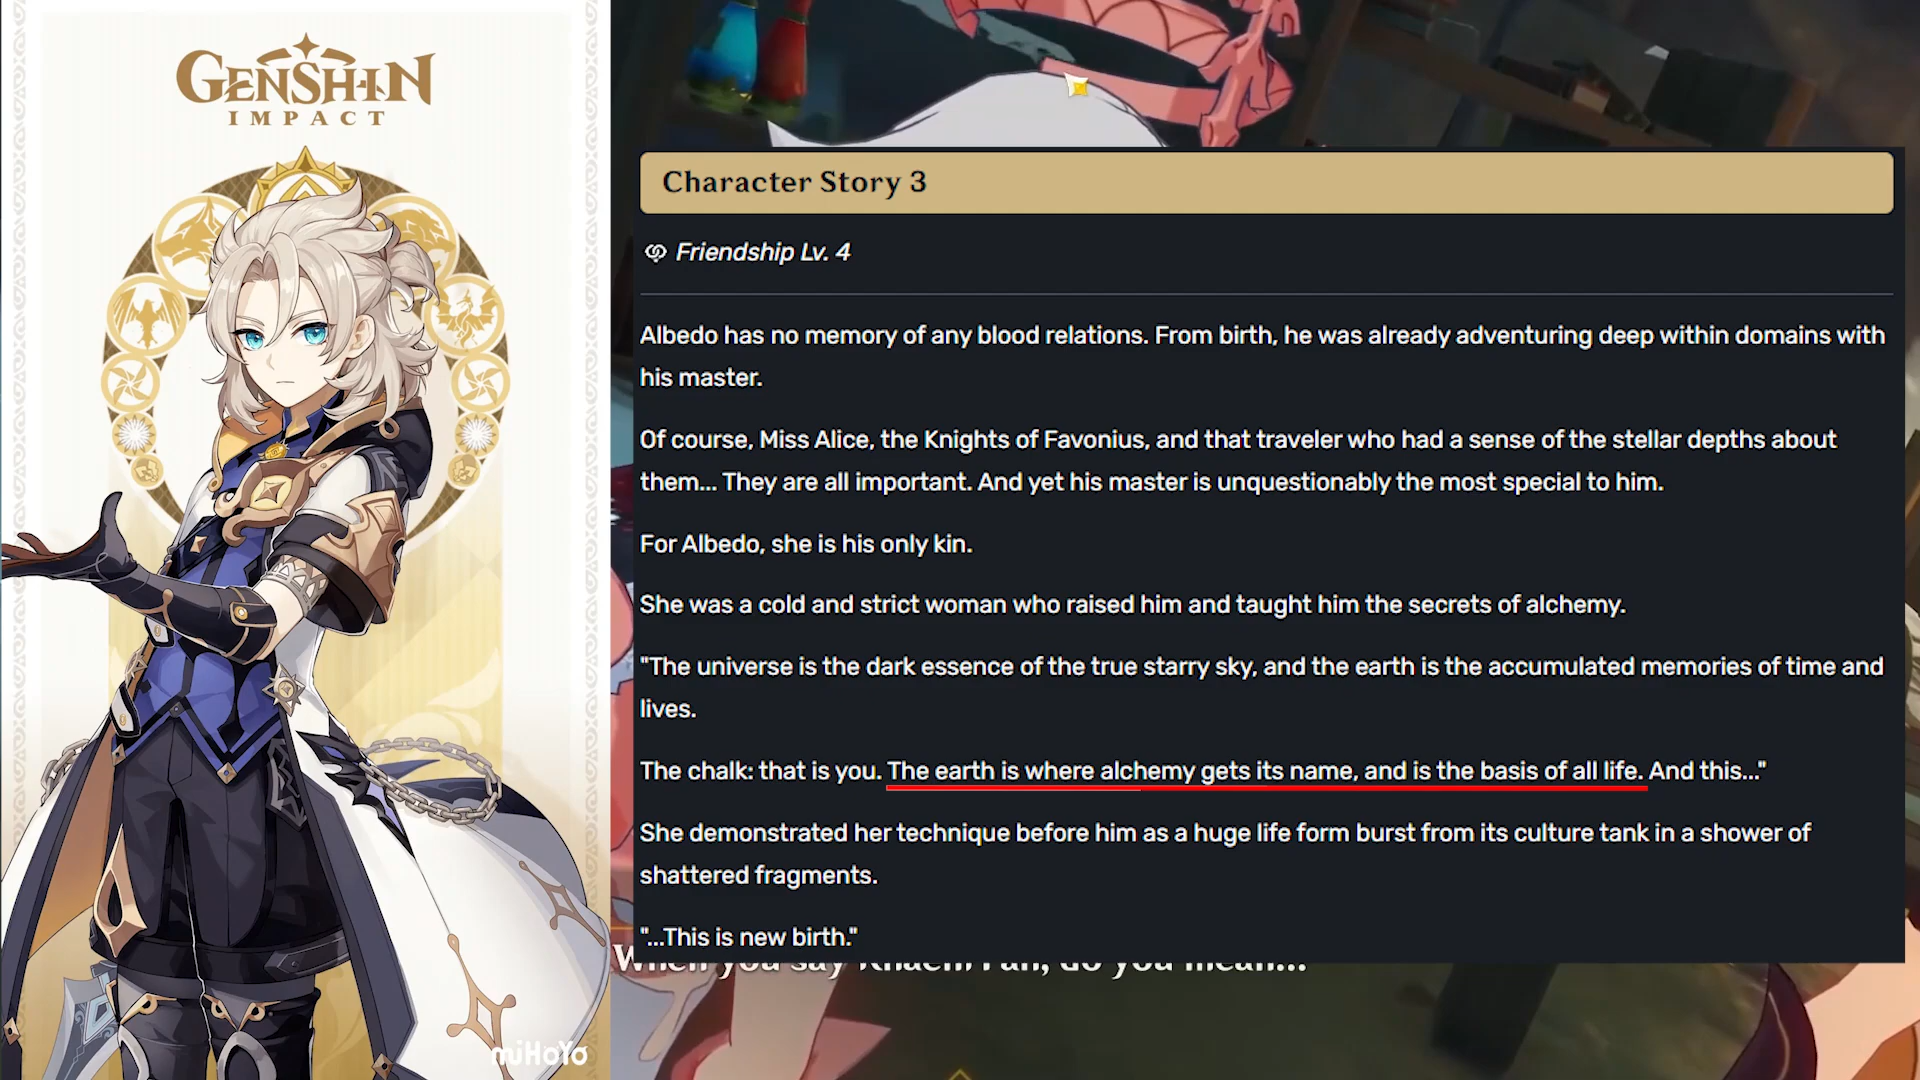 GENSHIN
IMPACT
Character Story 3
Friendship Lv. 4
Albedo has no memory of any blood relations. From birth, he was already adventuring deep within domains with
his master.
Of course, Miss Alice, the Knights of Favonius, and that traveler who had a sense of the stellar depths about
them... They are all important. And yet his master is unquestionably the most special to him.
For Albedo, she is his only kin.
She was a cold and strict woman who raised him and taught him the secrets of alchemy.
"The universe is the dark essence of the true starry sky, and the earth is the accumulated memories of time and
lives.
The chalk: that is you. The earth is where alchemy gets its name, and is the basis of all life. And this..."
She demonstrated her technique before him as a huge life form burst from its culture tank in a shower of
shattered fragments.
"...This is new birth."
When you say Khaenri'ah, do you mean...
miHoYo